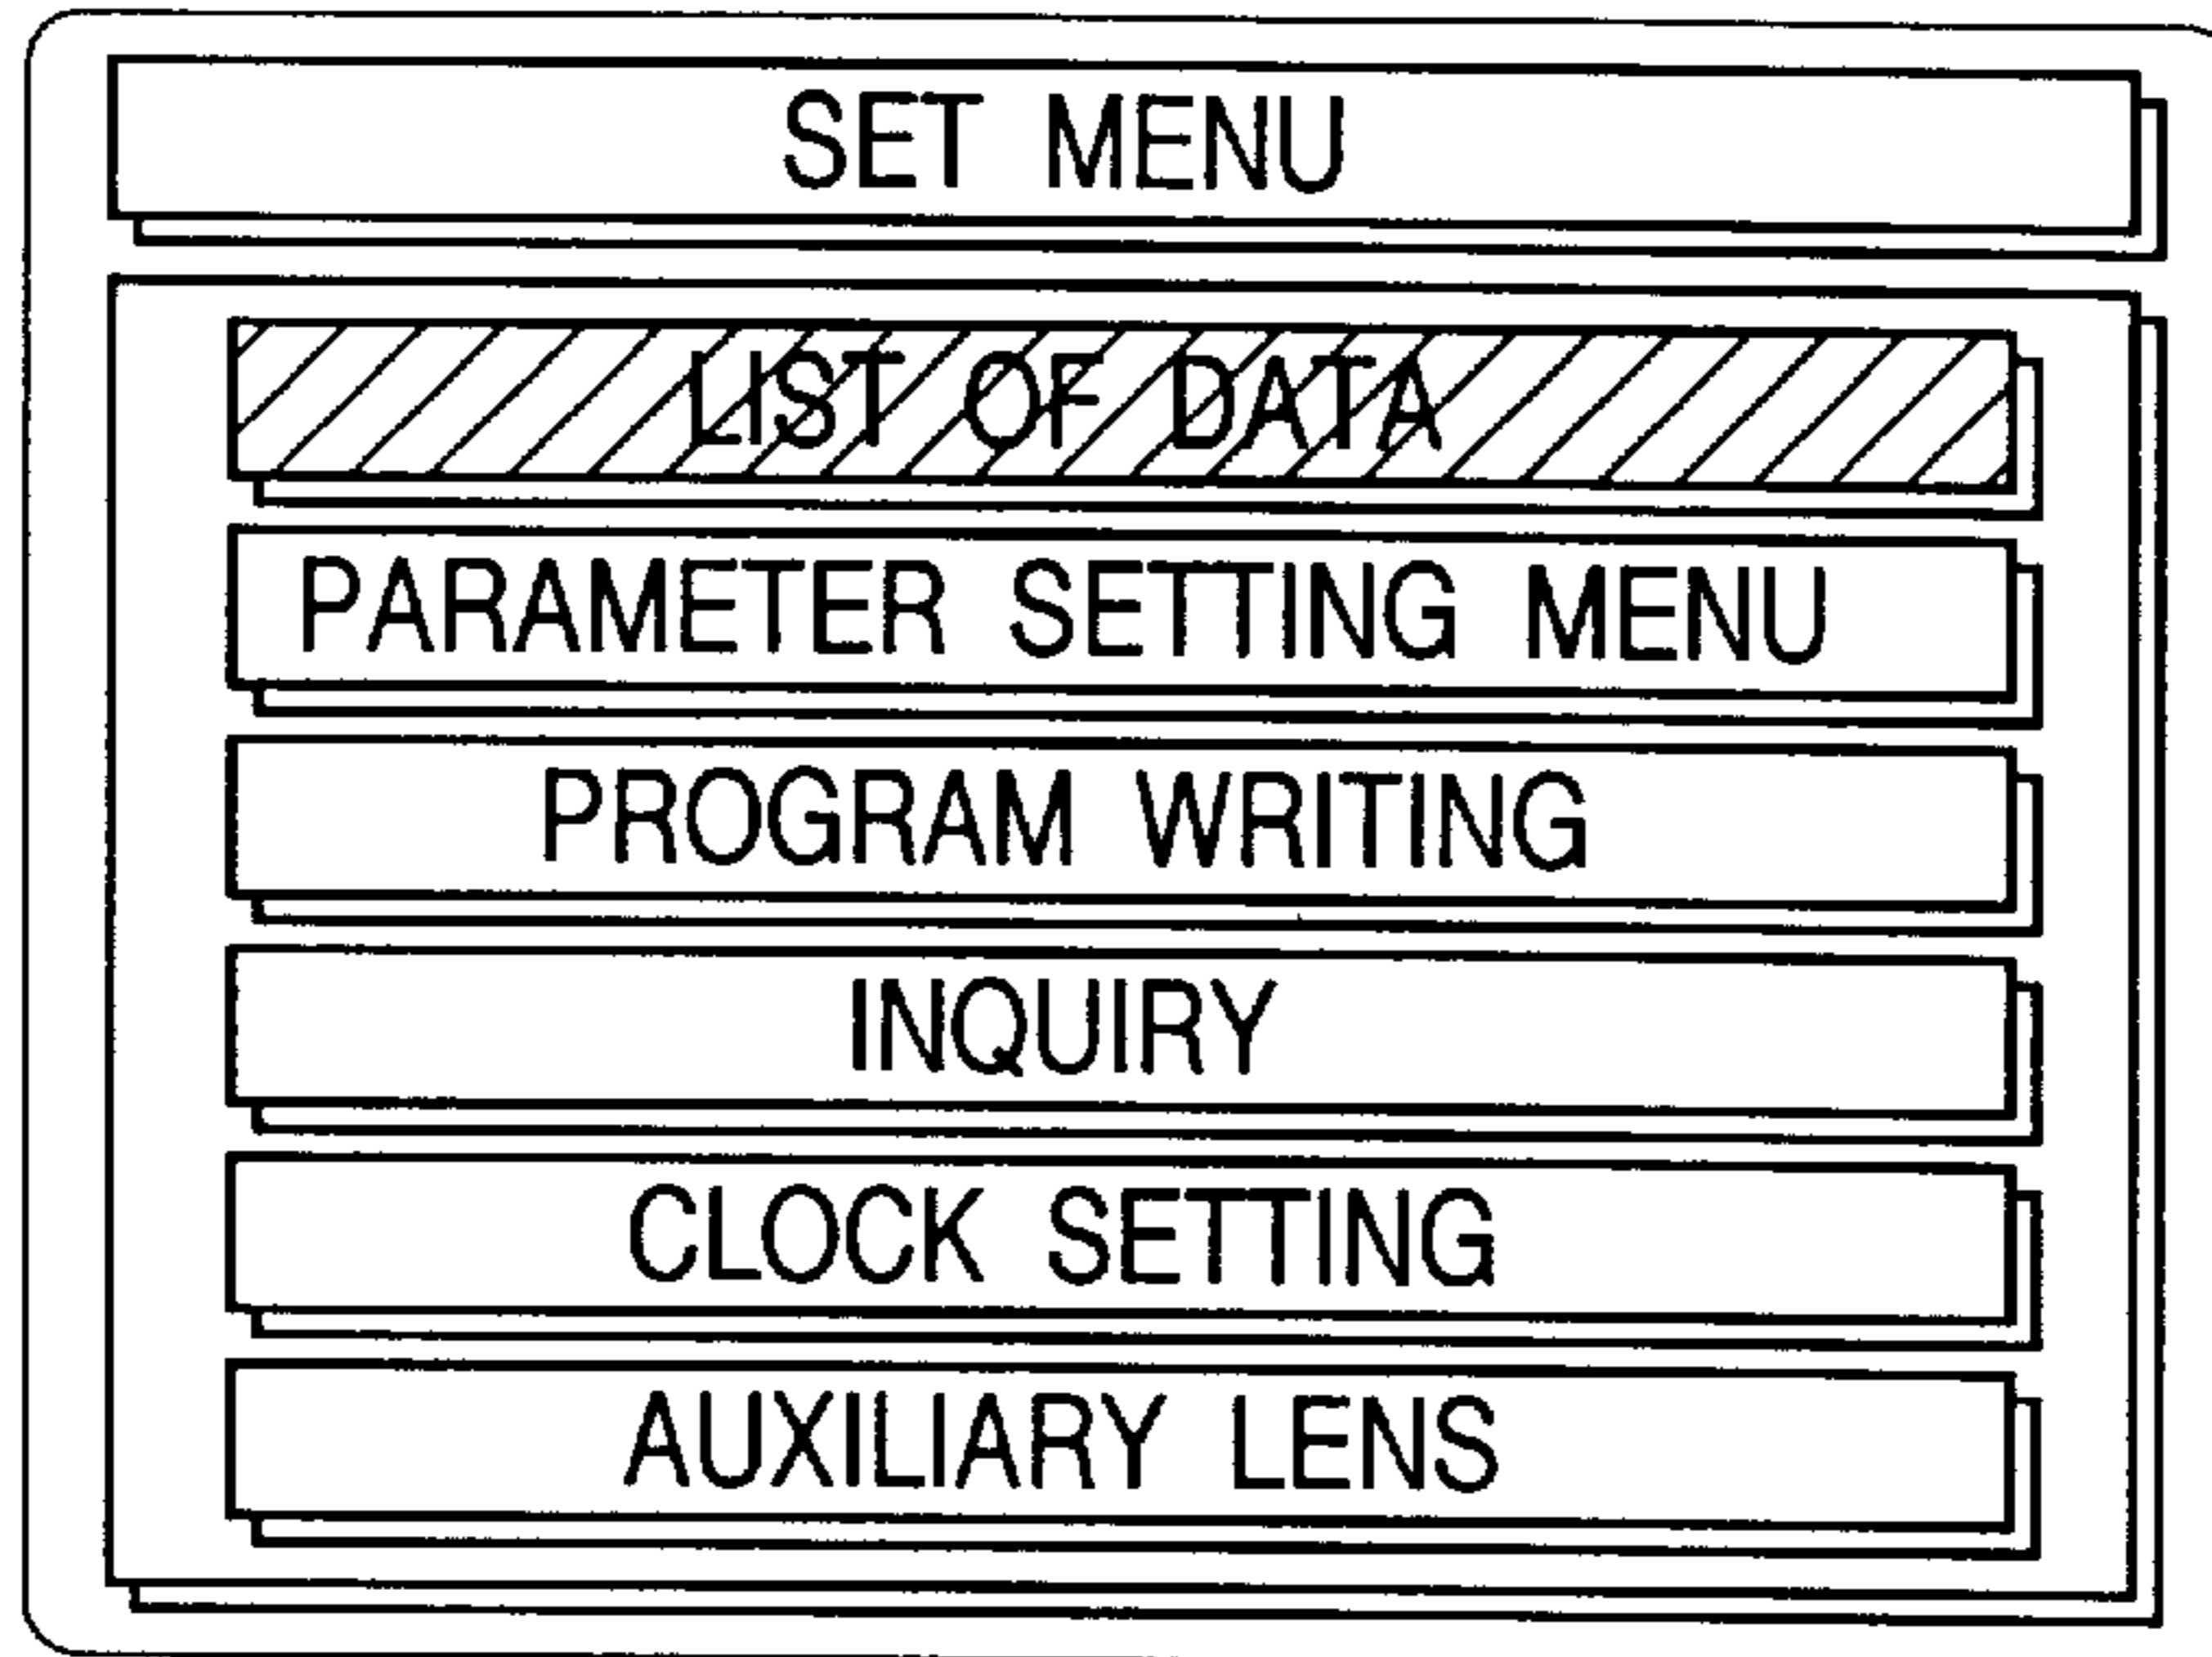 SET MENU
LIST OF DATA
PARAMETER SETTING MENU
PROGRAM WRITING
INQUIRY
CLOCK SETTING
AUXILIARY LENS